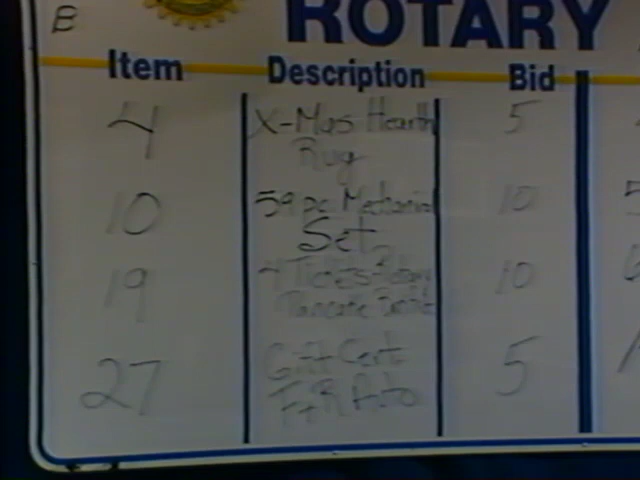 B
ROTARY
Item Description Bid
4 X-Mas Hearth 5
Rug
10 59 pc Mechanical 10
Set
19 10
27 Gift Cert 5
Auto